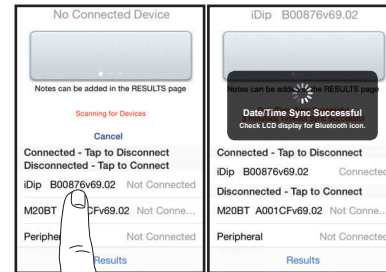 No Connected Device
Notes can be added in the RESULTS page
Scanning for Devices
Cancel
Connected - Tap to Disconnect
Disconnected - Tap to Connect
iDip B00876v69.02 Not Connected
M20BT CFv69.02 Not Conne...
Periphe Not Connected
Results
iDip B00876v69.02
Notes can be added in the RESULTS page
Date/Time Sync Successful
Check LCD display for Bluetooth icon.
Connected - Tap to Disconnect
iDip B00876v69.02 Connected
Disconnected - Tap to Connect
M20BT A001CFv69.02 Not Conne...
Peripheral Not Connected
Results